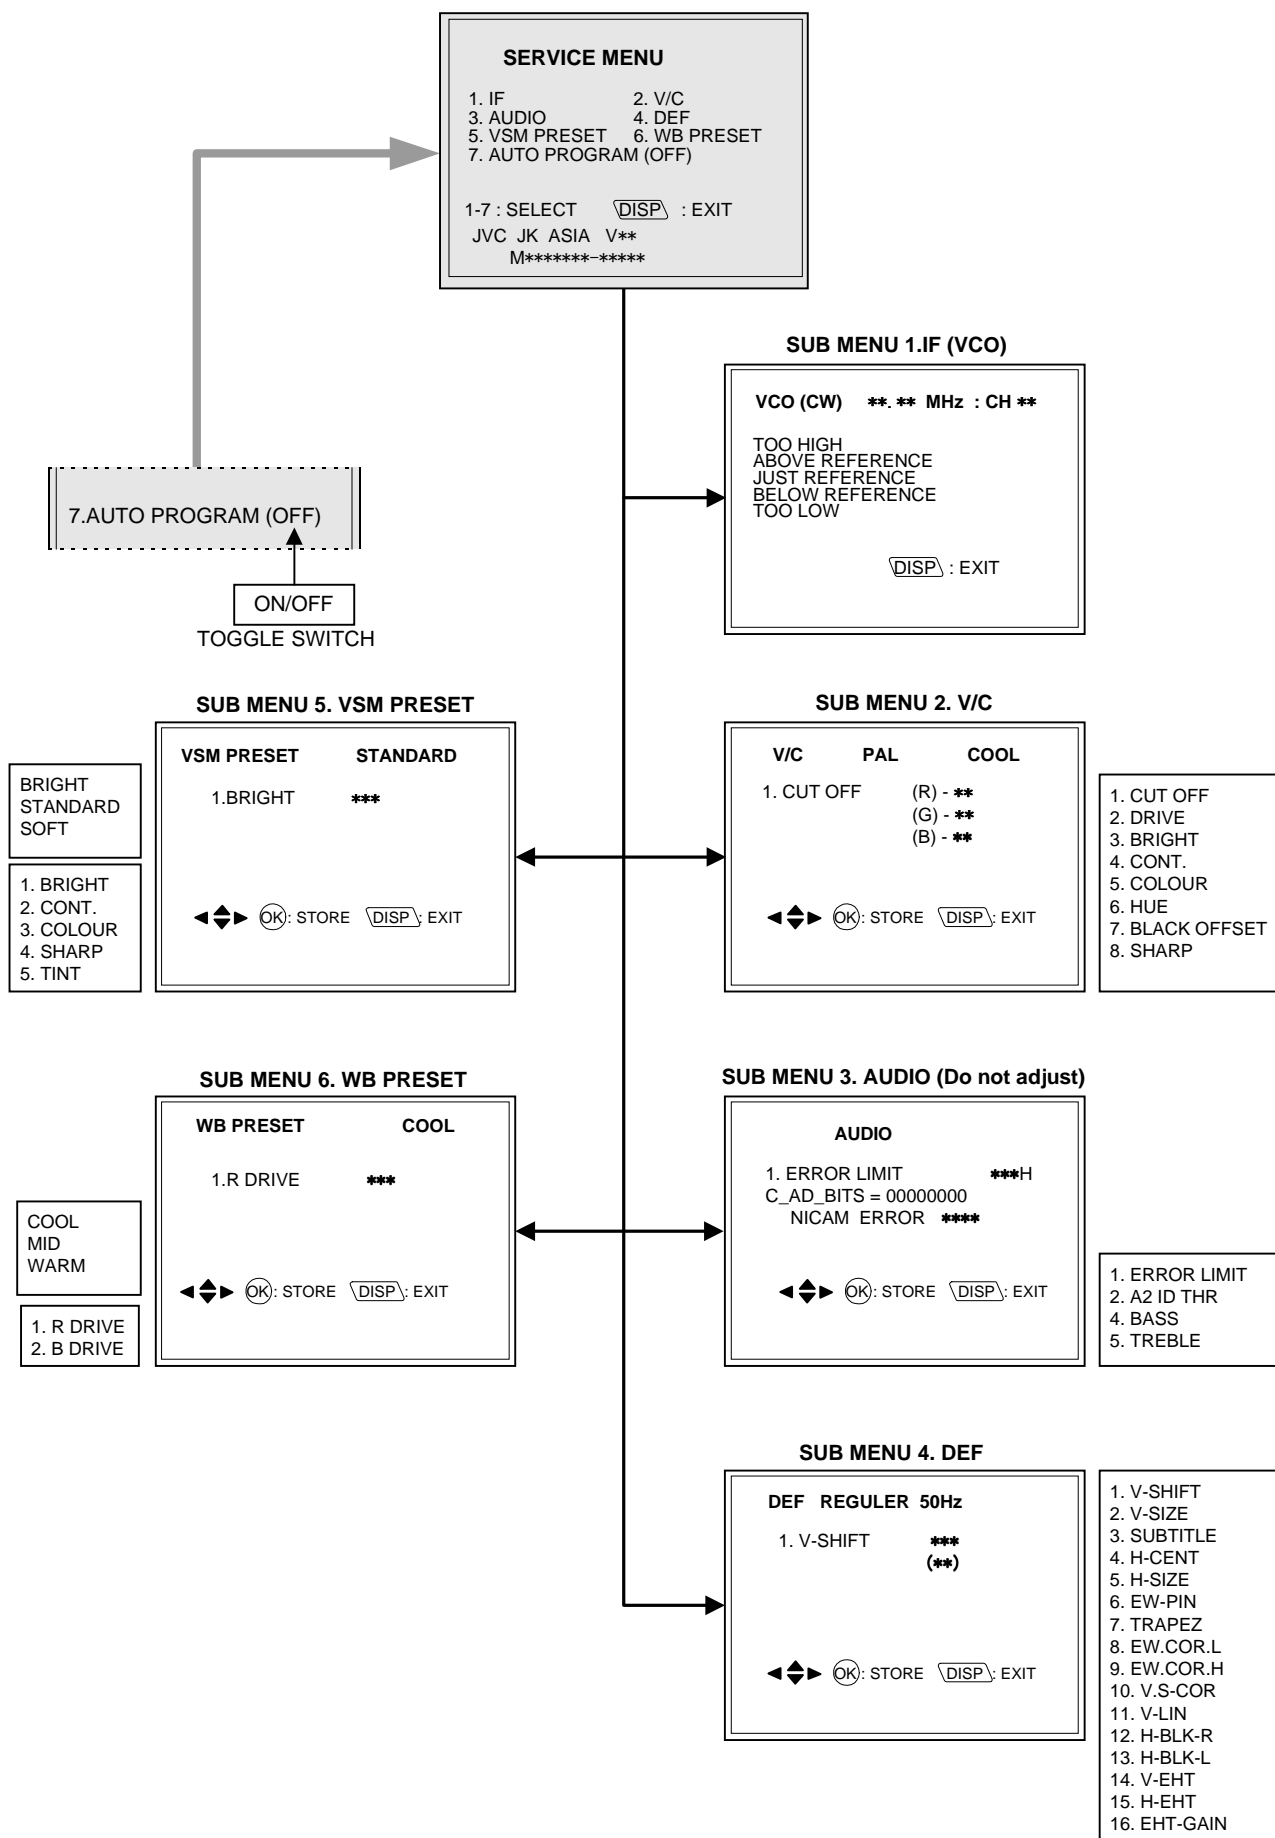 SERVICE MENU
1. IF 2. V/C
3. AUDIO 4. DEF
5. VSM PRESET 6. WB PRESET
7. AUTO PROGRAM (OFF)
1-7 : SELECT DISP : EXIT
JVC JK ASIA V**
M*******-*****
SUB MENU 1.IF (VCO)
VCO (CW) **.** MHz : CH **
TOO HIGH
ABOVE REFERENCE
JUST REFERENCE
BELOW REFERENCE
TOO LOW
DISP : EXIT
7.AUTO PROGRAM (OFF)
ON/OFF
TOGGLE SWITCH
SUB MENU 5. VSM PRESET
VSM PRESET STANDARD
1.BRIGHT ***
OK: STORE DISP : EXIT
BRIGHT
STANDARD
SOFT
1. BRIGHT
2. CONT.
3. COLOUR
4. SHARP
5. TINT
SUB MENU 2. V/C
V/C PAL COOL
1. CUT OFF (R) - **
(G) - **
(B) - **
OK: STORE DISP : EXIT
1. CUT OFF
2. DRIVE
3. BRIGHT
4. CONT.
5. COLOUR
6. HUE
7. BLACK OFFSET
8. SHARP
SUB MENU 6. WB PRESET
WB PRESET COOL
1.R DRIVE ***
OK: STORE DISP : EXIT
COOL
MID
WARM
1. R DRIVE
2. B DRIVE
SUB MENU 3. AUDIO (Do not adjust)
AUDIO
1. ERROR LIMIT ***H
C_AD_BITS = 00000000
NICAM ERROR ****
OK: STORE DISP : EXIT
1. ERROR LIMIT
2. A2 ID THR
4. BASS
5. TREBLE
SUB MENU 4. DEF
DEF REGULER 50Hz
1. V-SHIFT ***
(**)
OK: STORE DISP : EXIT
1. V-SHIFT
2. V-SIZE
3. SUBTITLE
4. H-CENT
5. H-SIZE
6. EW-PIN
7. TRAPEZ
8. EW.COR.L
9. EW.COR.H
10. V.S-COR
11. V-LIN
12. H-BLK-R
13. H-BLK-L
14. V-EHT
15. H-EHT
16. EHT-GAIN